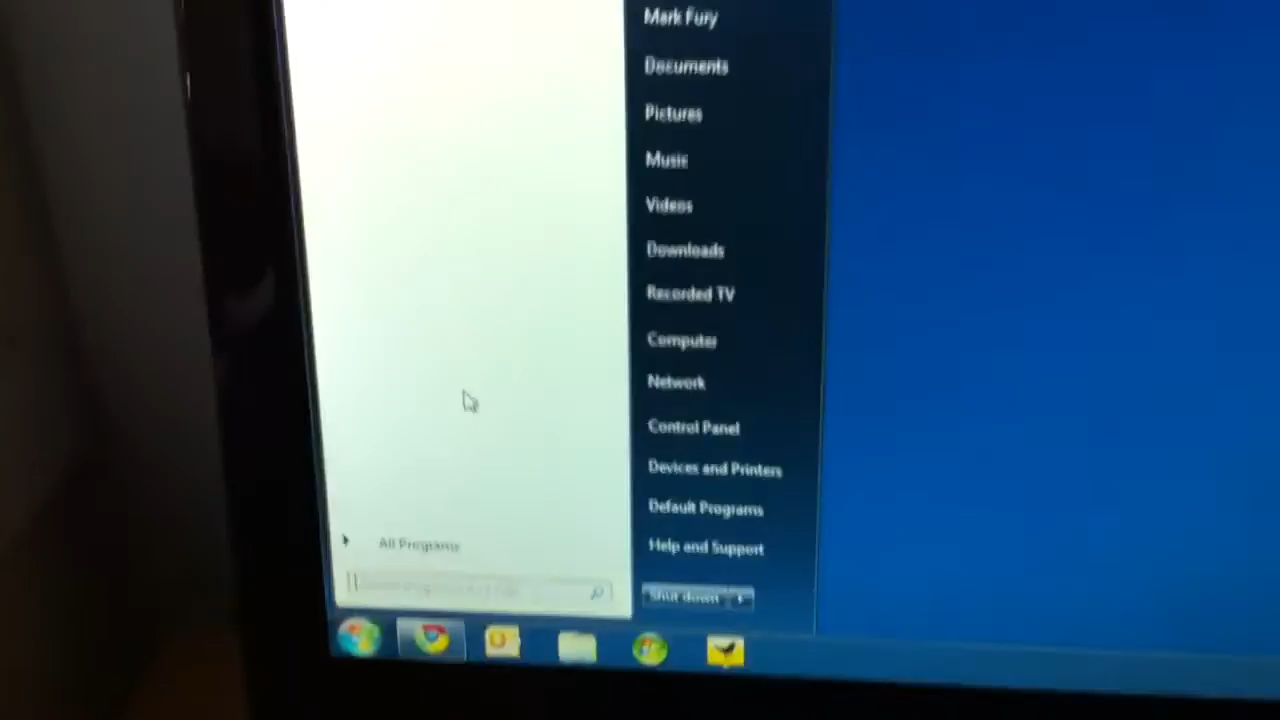 Mark Fury
Documents
Pictures
Music
Videos
Downloads
Recorded TV
Computer
Network
Control Panel
Devices and Printers
Default Programs
Help and Support
All Programs
Shut down